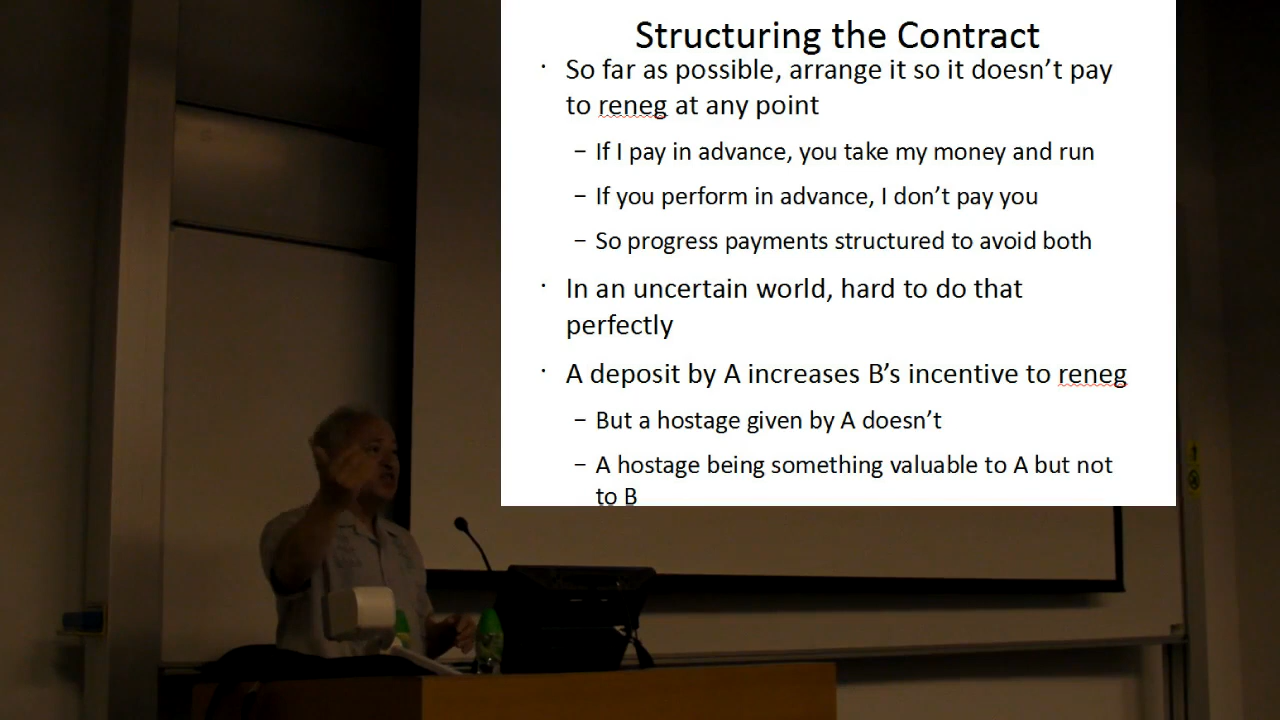 Structuring the Contract
· So far as possible, arrange it so it doesn’t pay
to reneg at any point
– If I pay in advance, you take my money and run
– If you perform in advance, I don’t pay you
– So progress payments structured to avoid both
· In an uncertain world, hard to do that
perfectly
· A deposit by A increases B’s incentive to reneg
– But a hostage given by A doesn’t
– A hostage being something valuable to A but not
to B